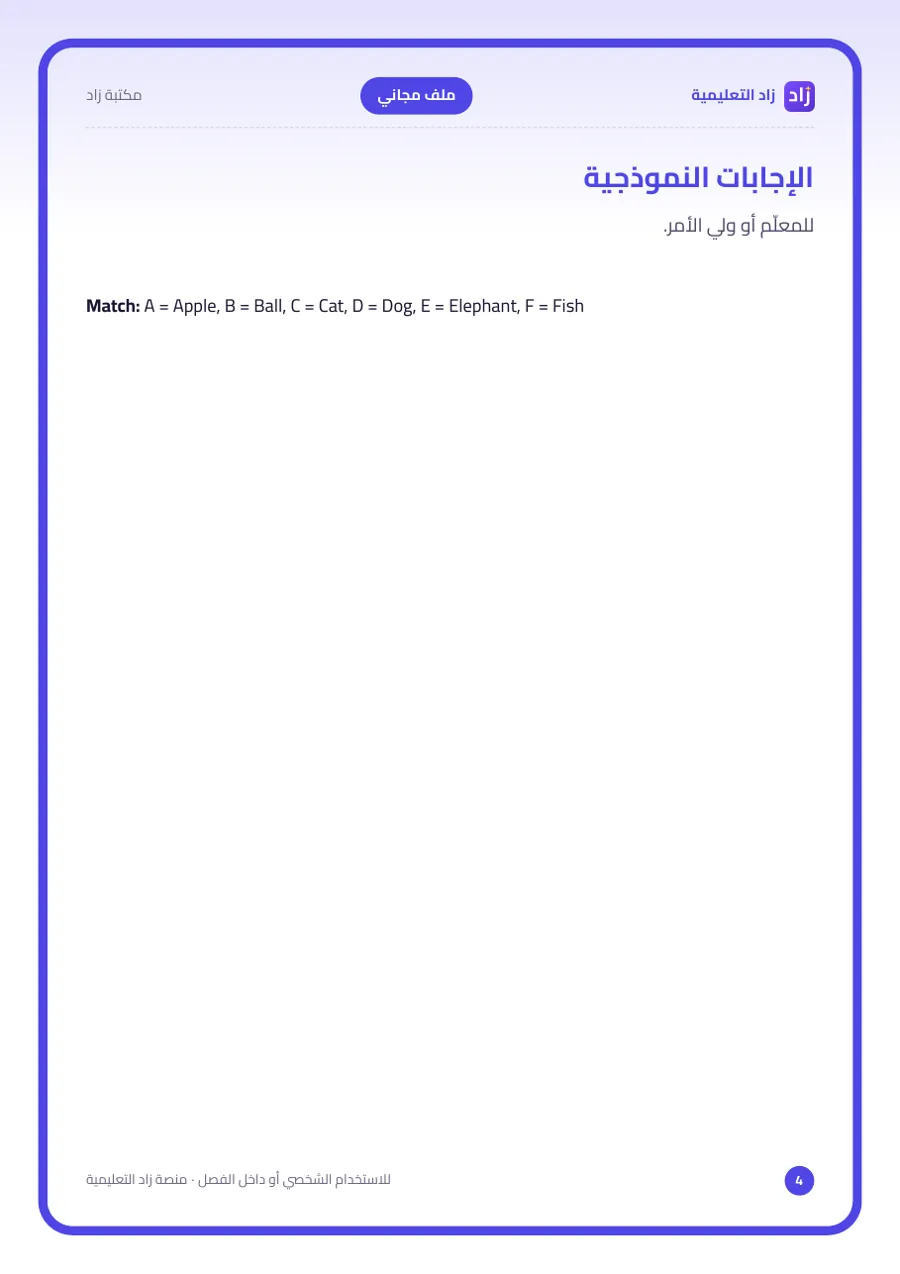 زاد
زاد التعليمية
ملف مجاني
مكتبة زاد
الإجابات النموذجية
للمعلّم أو ولي الأمر.
Match: A = Apple, B = Ball, C = Cat, D = Dog, E = Elephant, F = Fish
4
للاستخدام الشخصي أو داخل الفصل · منصة زاد التعليمية